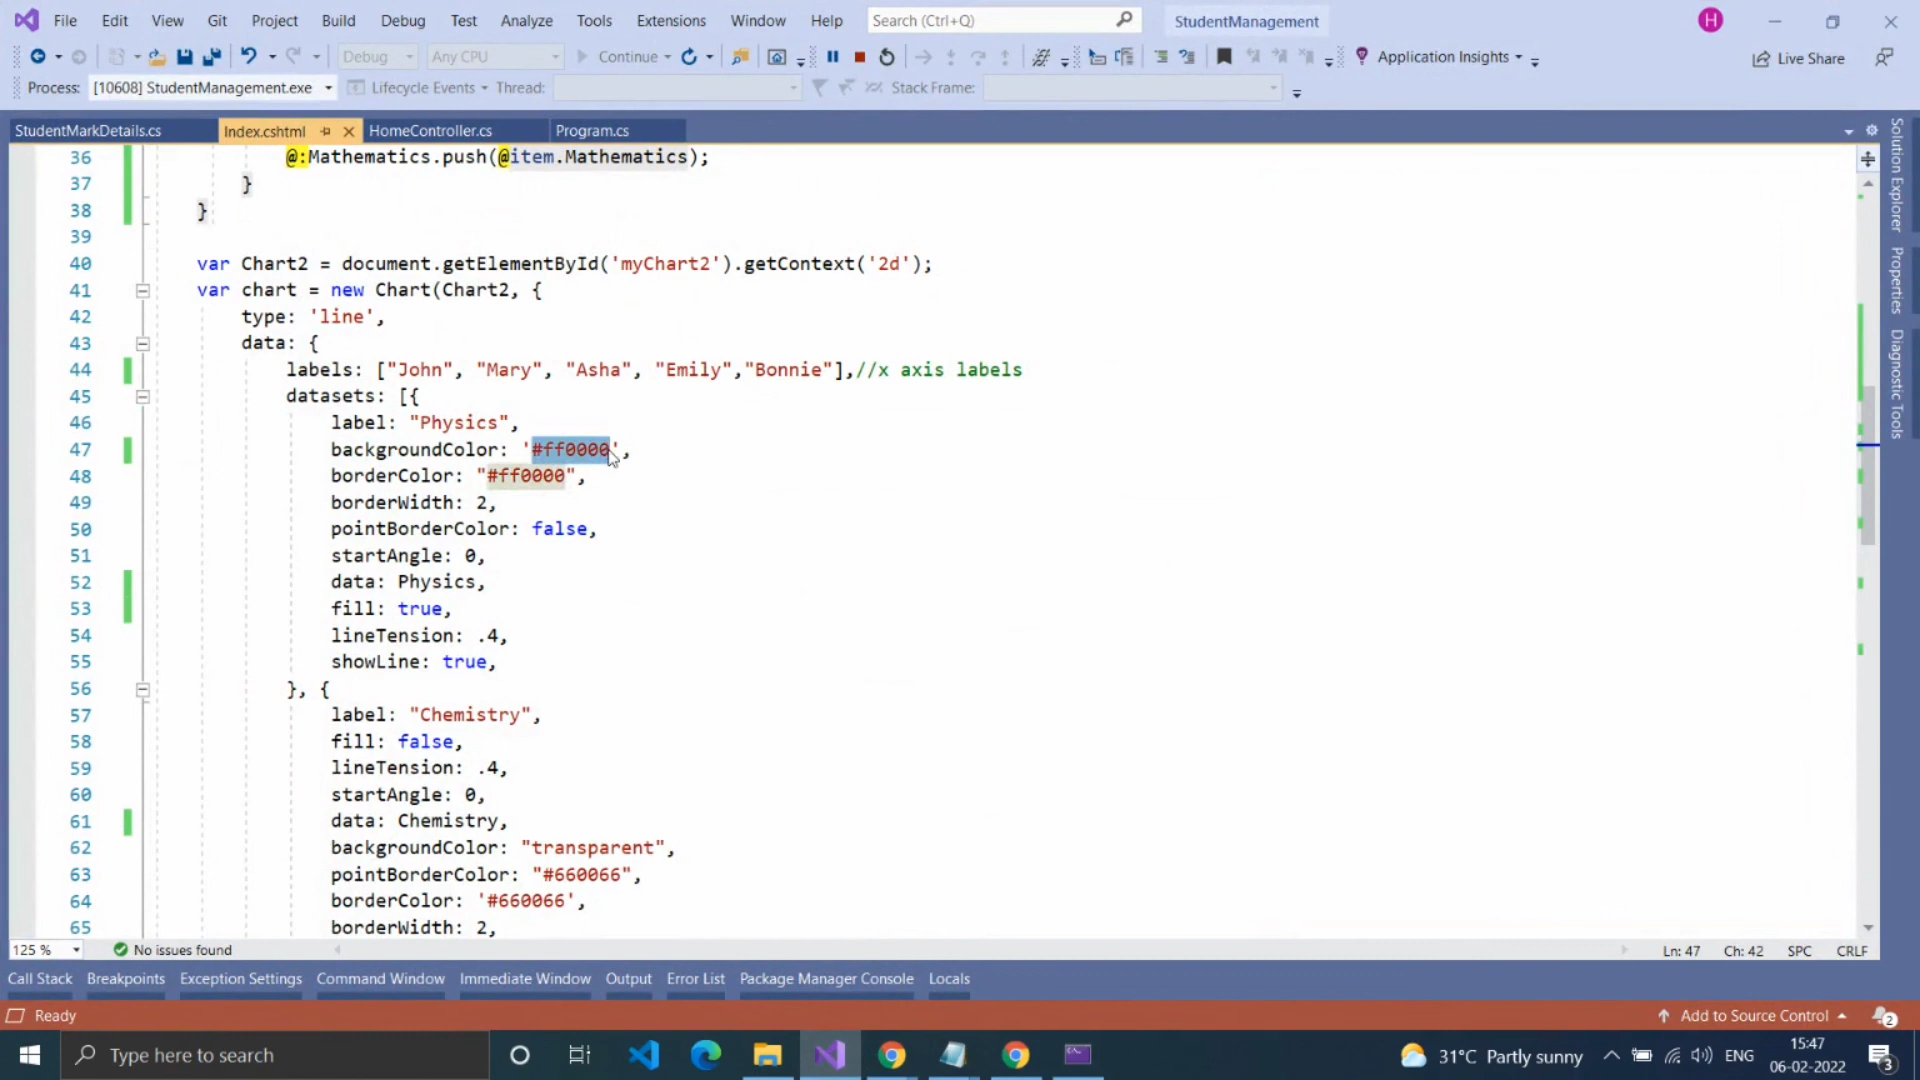 File Edit View Git Project Build Debug Test Analyze Tools Extensions Window Help Search (Ctrl+Q) StudentManagement H
Debug Any CPU Continue Application Insights Live Share
Process: [10608] StudentManagement.exe Lifecycle Events Thread: Stack Frame:
StudentMarkDetails.cs Index.cshtml HomeController.cs Program.cs
36 @:Mathematics.push(@item.Mathematics);
37 }
38 }
39
40 var Chart2 = document.getElementById('myChart2').getContext('2d');
41 var chart = new Chart(Chart2, {
42 type: 'line',
43 data: {
44 labels: ["John", "Mary", "Asha", "Emily","Bonnie"],//x axis labels
45 datasets: [{
46 label: "Physics",
47 backgroundColor: '#ff0000',
48 borderColor: "#ff0000",
49 borderWidth: 2,
50 pointBorderColor: false,
51 startAngle: 0,
52 data: Physics,
53 fill: true,
54 lineTension: .4,
55 showLine: true,
56 }, {
57 label: "Chemistry",
58 fill: false,
59 lineTension: .4,
60 startAngle: 0,
61 data: Chemistry,
62 backgroundColor: "transparent",
63 pointBorderColor: "#660066",
64 borderColor: '#660066',
65 borderWidth: 2,
Solution Explorer
Properties
Diagnostic Tools
125 % No issues found Ln: 47 Ch: 42 SPC CRLF
Call Stack Breakpoints Exception Settings Command Window Immediate Window Output Error List Package Manager Console Locals
Ready Add to Source Control 2
Type here to search 31°C Partly sunny ENG 15:47
06-02-2022 3